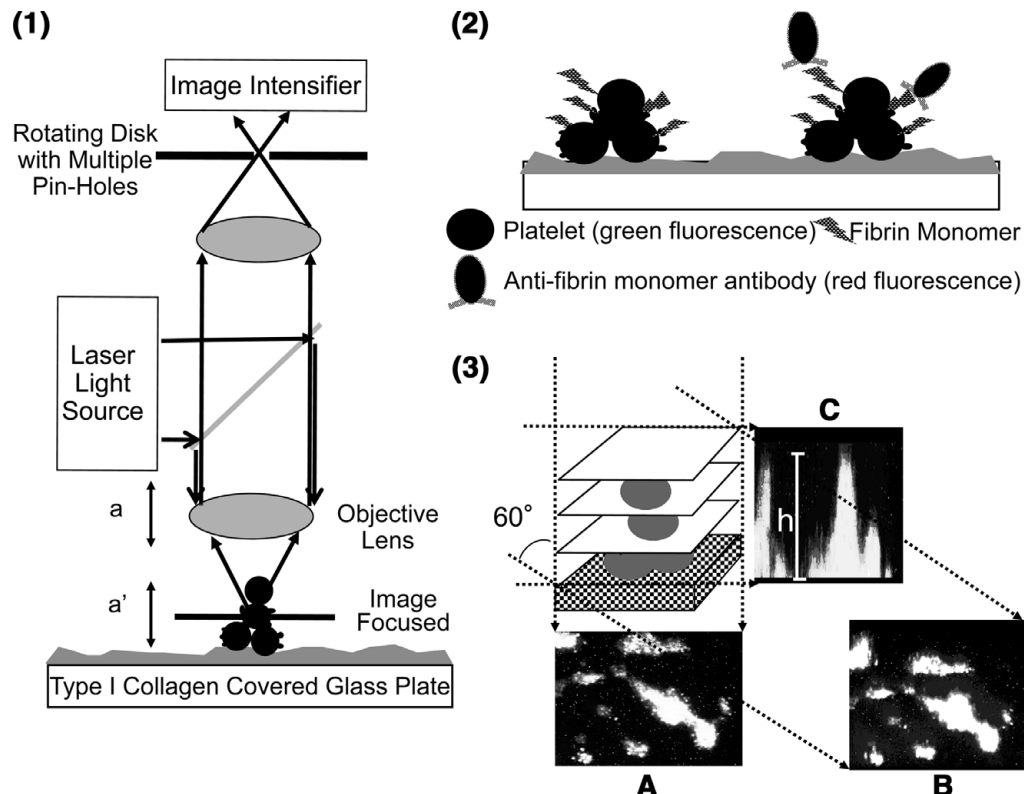 (1)
Image Intensifier
Rotating Disk
with Multiple
Pin-Holes
Laser
Light
Source
a
Objective
Lens
a'
Image
Focused
Type I Collagen Covered Glass Plate
(2)
Platelet (green fluorescence)
Fibrin Monomer
Anti-fibrin monomer antibody (red fluorescence)
(3)
C
60°
h
A
B